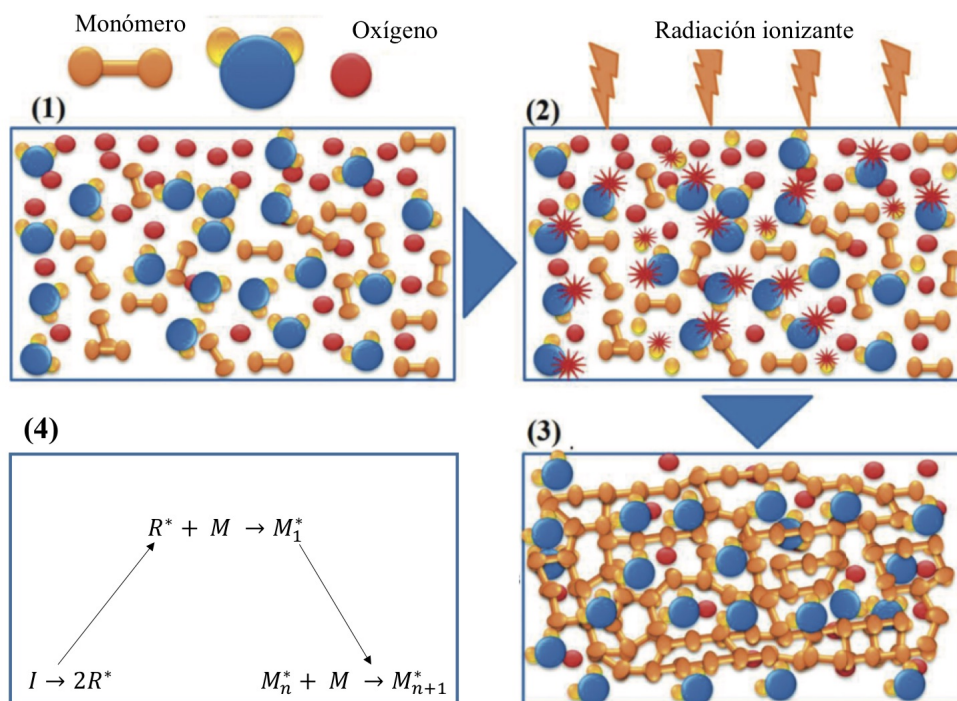 Monómero
Oxígeno
Radiación ionizante
(1)
(2)
(4)
R* + M → M₁*
I → 2R*
Mₙ* + M → Mₙ₊₁*
(3)